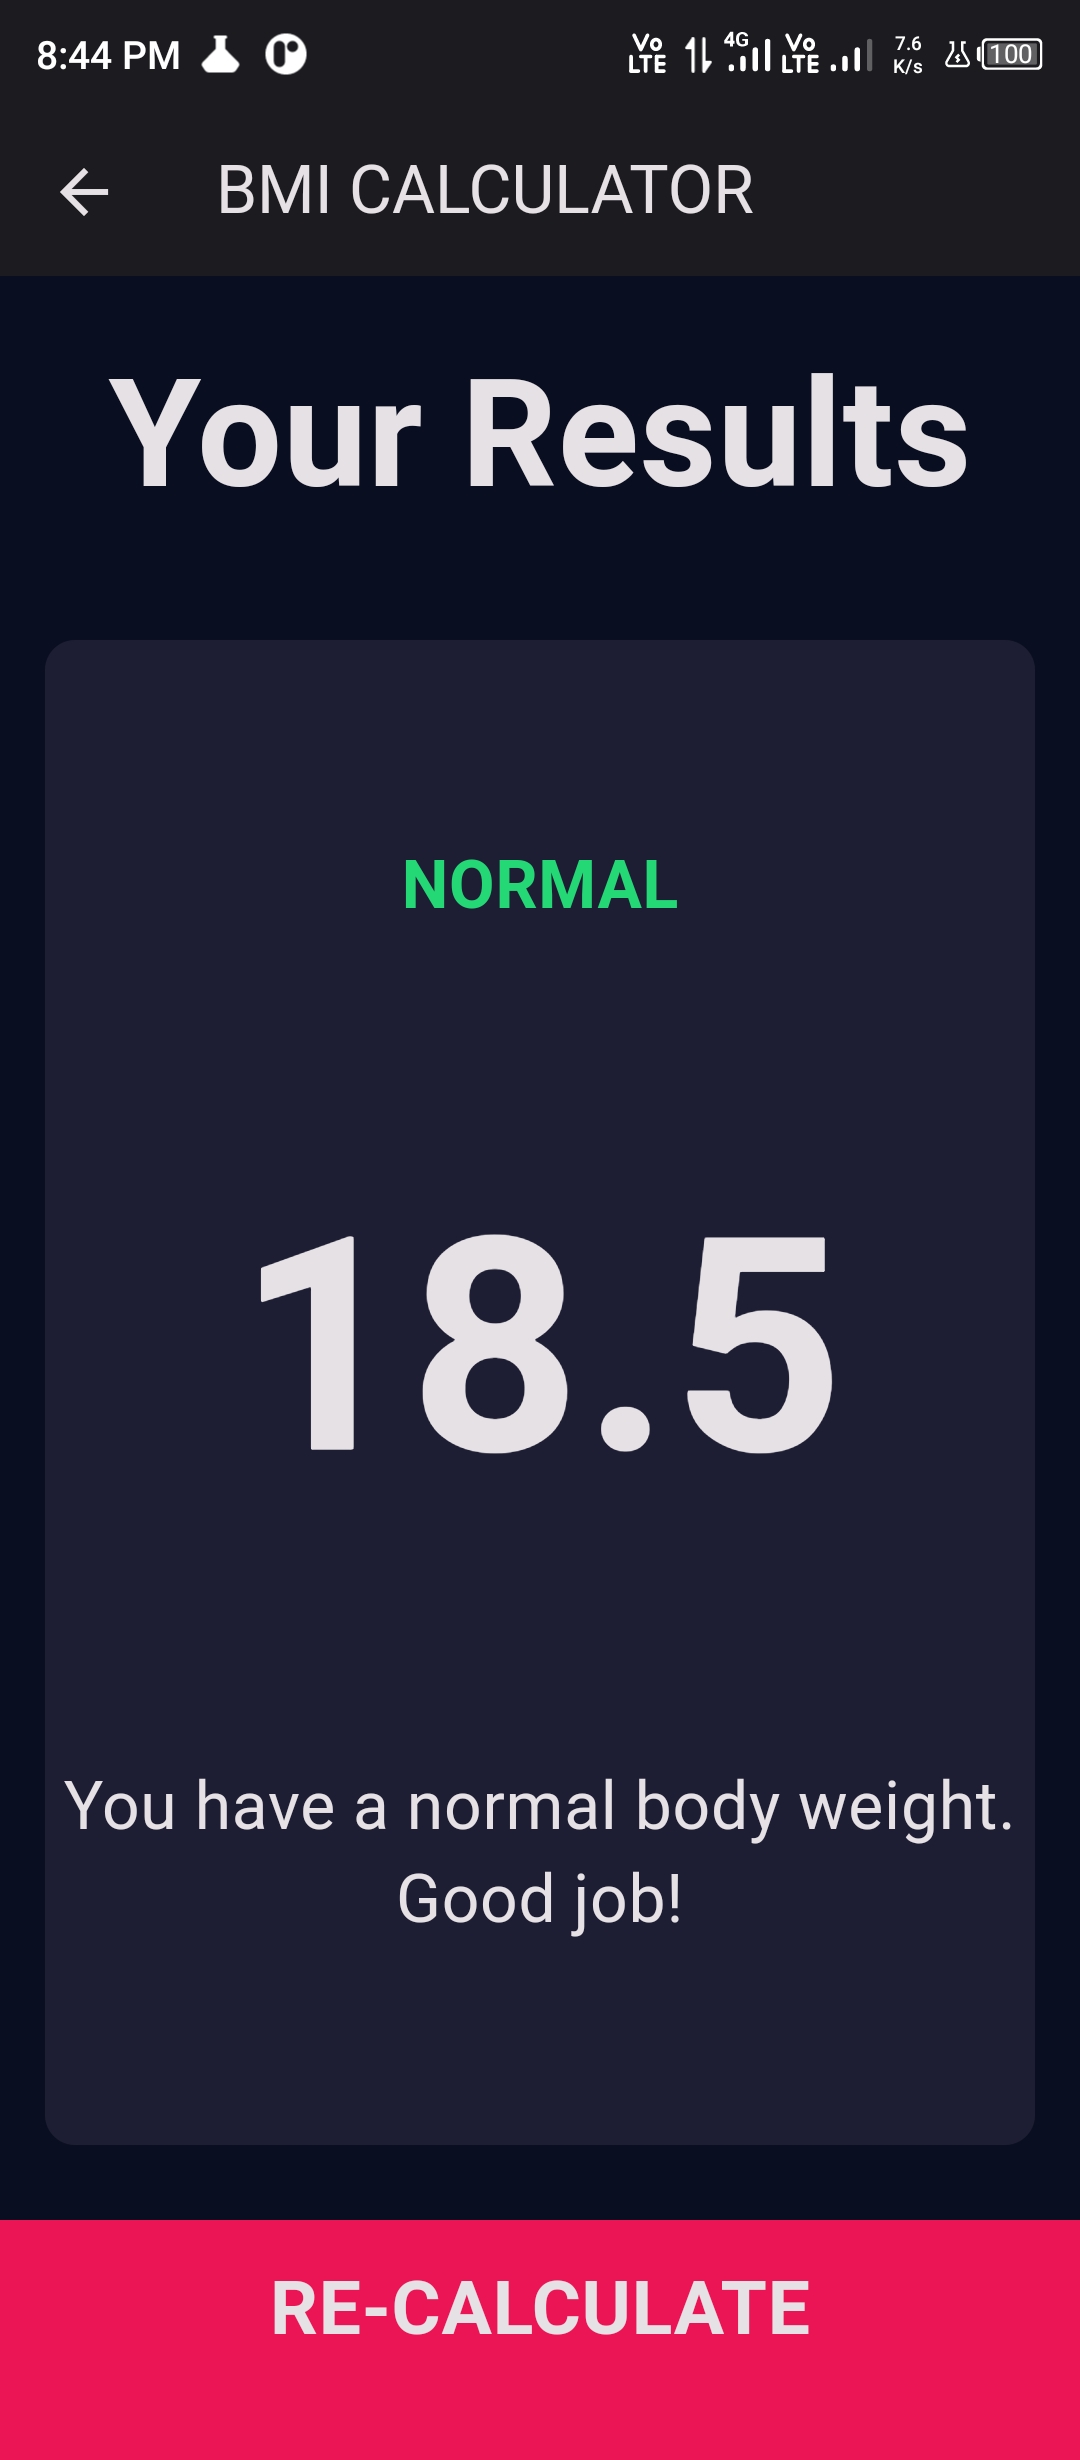 8:44 PM
Vo LTE 4G Vo LTE 7.6 K/s 100
BMI CALCULATOR
Your Results
NORMAL
18.5
You have a normal body weight.
Good job!
RE-CALCULATE